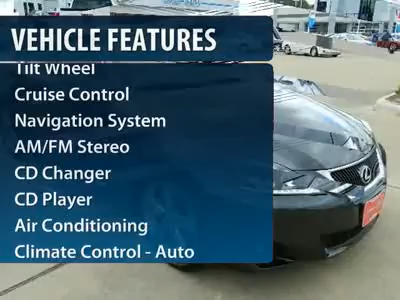 VEHICLE FEATURES
Tilt Wheel
Cruise Control
Navigation System
AM/FM Stereo
CD Changer
CD Player
Air Conditioning
Climate Control - Auto